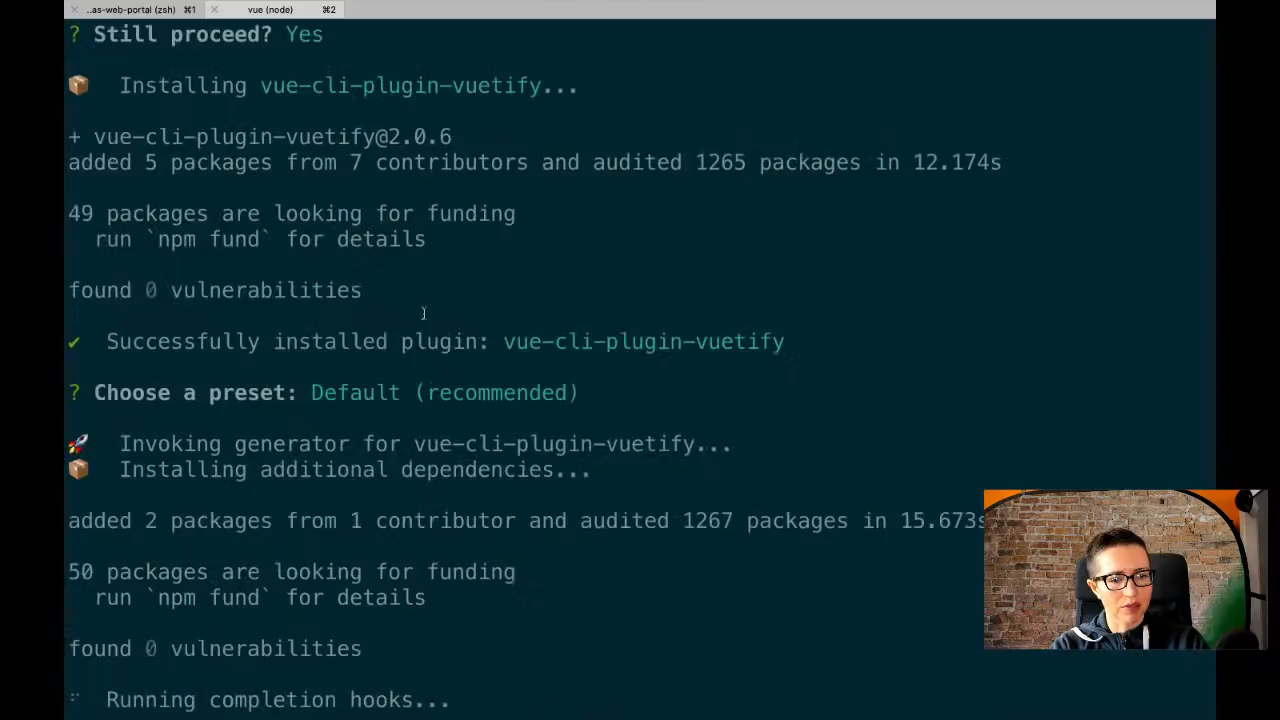 ..as-web-portal (zsh) ⌘1
vue (node) ⌘2
? Still proceed? Yes
Installing vue-cli-plugin-vuetify...
+ vue-cli-plugin-vuetify@2.0.6
added 5 packages from 7 contributors and audited 1265 packages in 12.174s
49 packages are looking for funding
run `npm fund` for details
found 0 vulnerabilities
✔ Successfully installed plugin: vue-cli-plugin-vuetify
? Choose a preset: Default (recommended)
Invoking generator for vue-cli-plugin-vuetify...
Installing additional dependencies...
added 2 packages from 1 contributor and audited 1267 packages in 15.673s
50 packages are looking for funding
run `npm fund` for details
found 0 vulnerabilities
Running completion hooks...